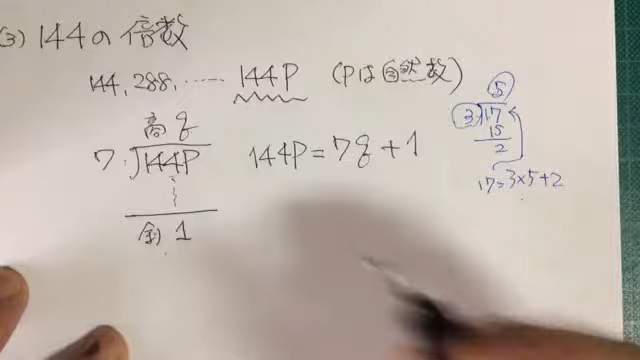 (3) 144の倍数
144, 288, ‥‥‥ 144P (Pは自然数)
商 q
7)144P
144P = 7q + 1
余 1
5
3)17
15
2
17=3×5+2